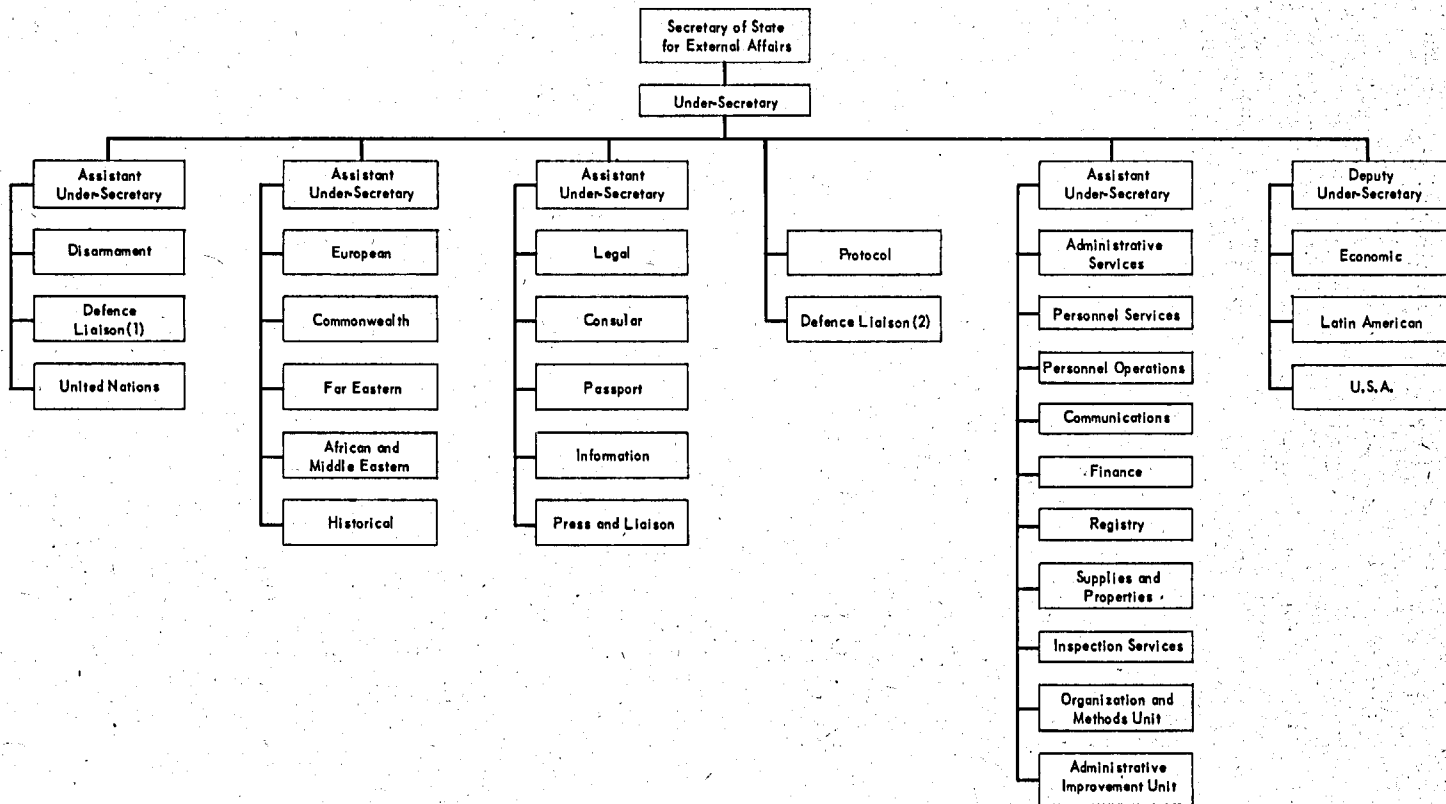 Secretary of State
for External Affairs
Under-Secretary
Assistant
Under-Secretary
Disarmament
Defence
Liaison (1)
United Nations
Assistant
Under-Secretary
European
Commonwealth
Far Eastern
African and
Middle Eastern
Historical
Assistant
Under-Secretary
Legal
Consular
Passport
Information
Press and Liaison
Protocol
Defence Liaison (2)
Assistant
Under-Secretary
Administrative
Services
Personnel Services
Personnel Operations
Communications
Finance
Registry
Supplies and
Properties
Inspection Services
Organization and
Methods Unit
Administrative
Improvement Unit
Deputy
Under-Secretary
Economic
Latin American
U.S.A.